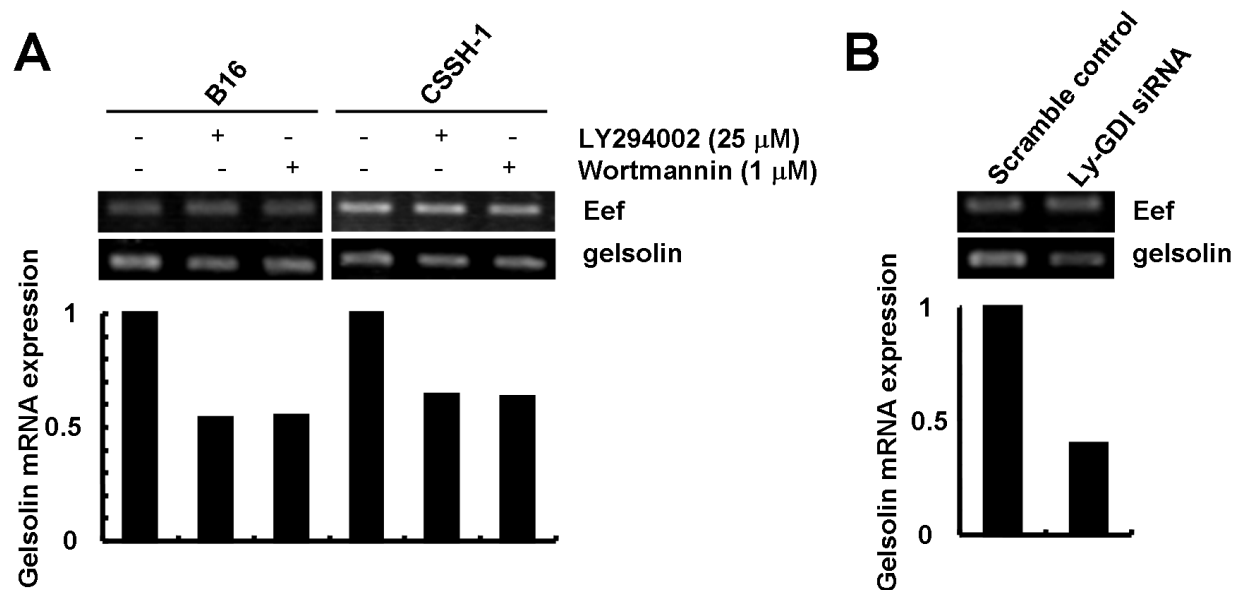 A
B16
CSSH-1
- + - - + - LY294002 (25 μM)
- - + - - + Wortmannin (1 μM)
Eef
gelsolin
Gelsolin mRNA expression
1
0.5
0
B
Scramble control
Ly-GDI siRNA
Eef
gelsolin
Gelsolin mRNA expression
1
0.5
0